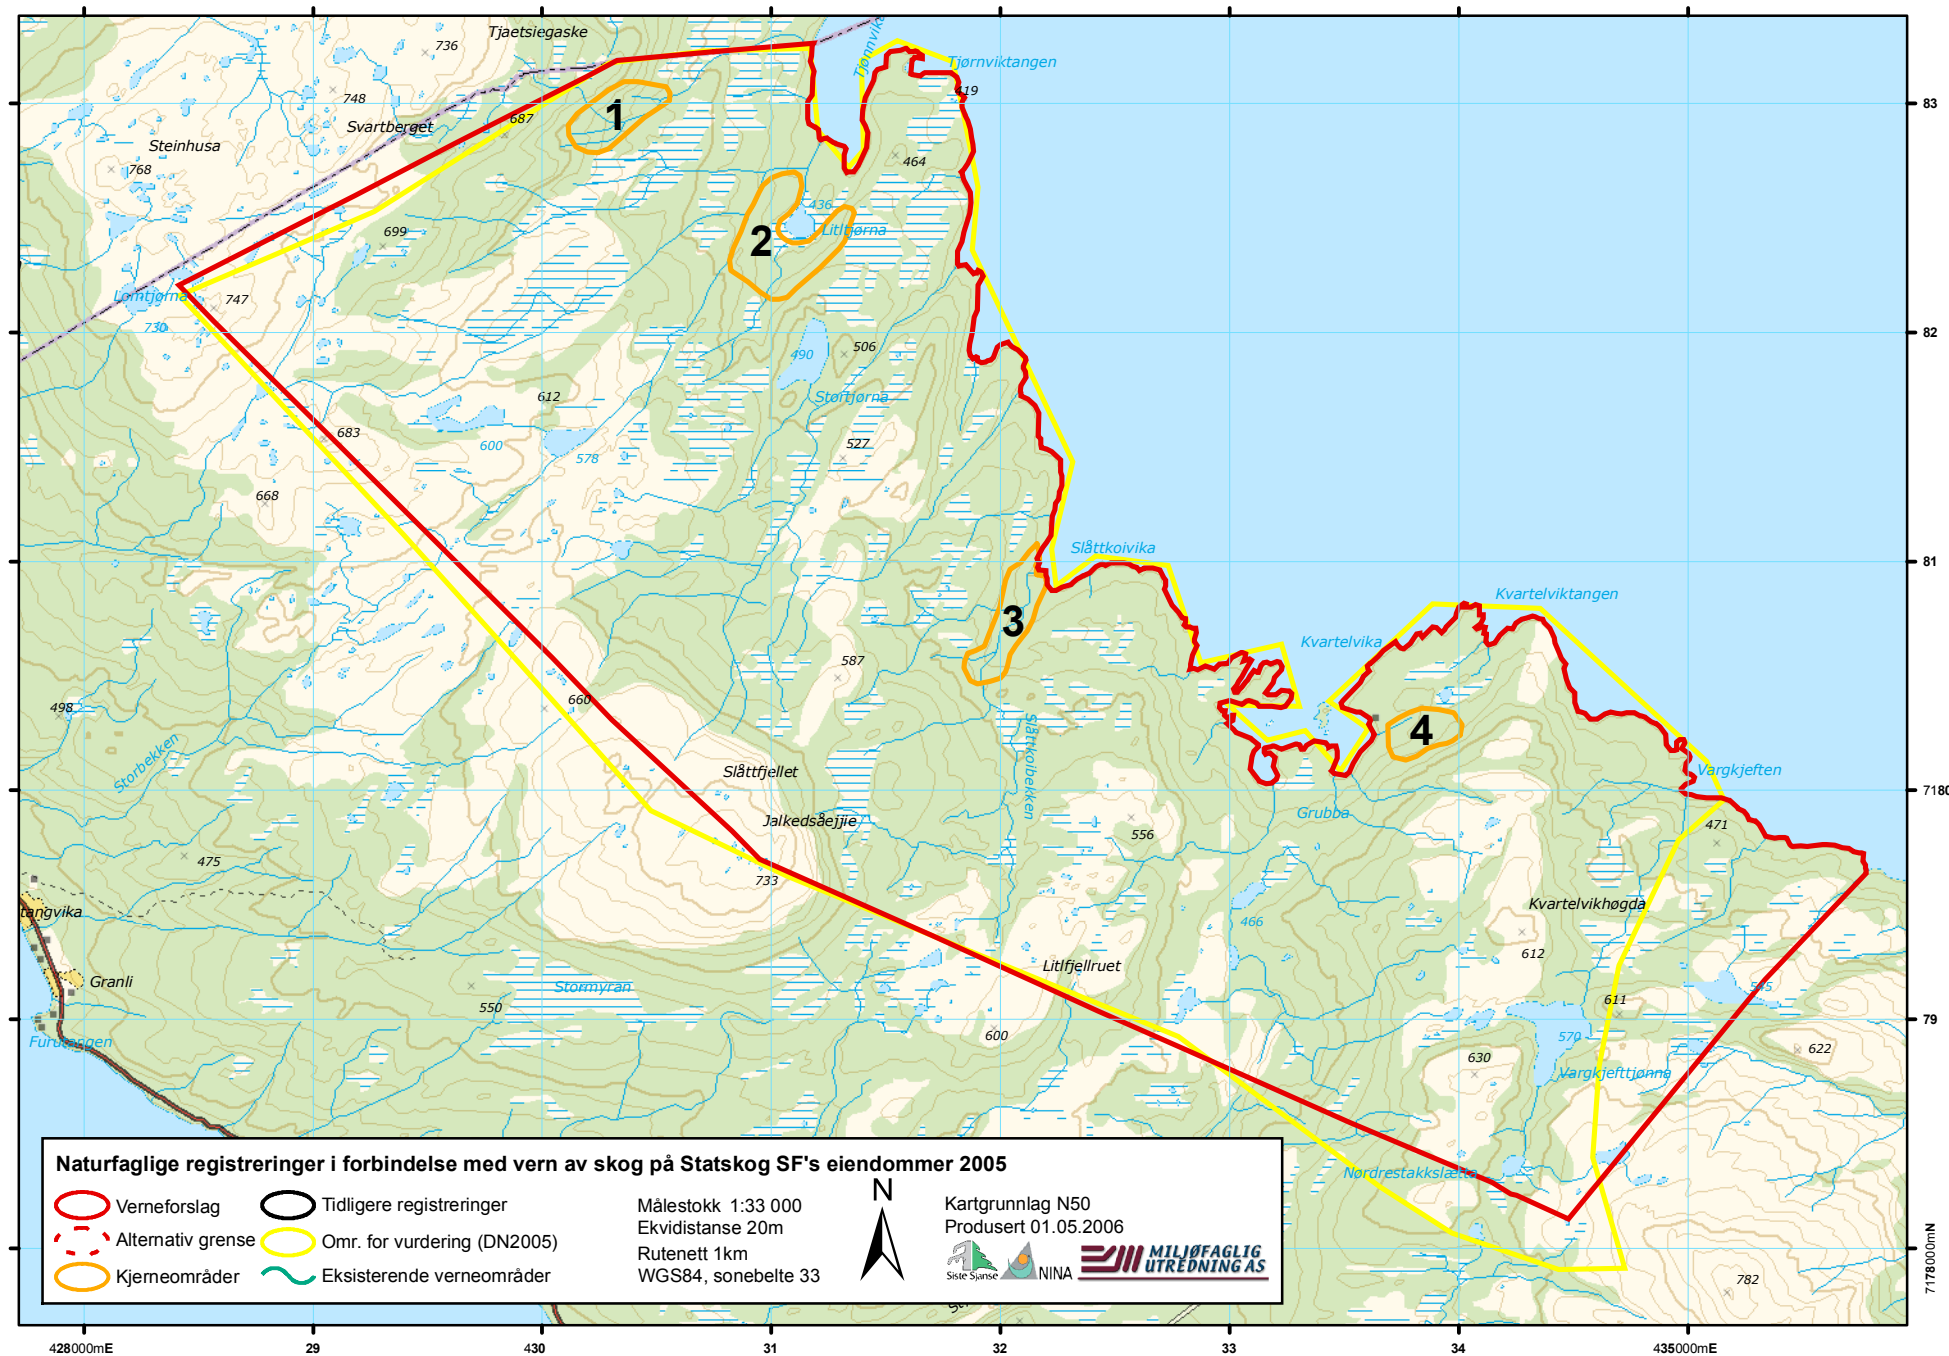 Tjaetsiegaske
736
Tjønnvika
Tjørnviktangen
83
748
687
419
Svartberget
Steinhusa
768
464
1
699
436
2
Litltjørna
Lomtjørna
747
730
82
490
506
612
Stortjørna
683
600
578
527
668
Slåttkoivika
81
3
Kvartelviktangen
Kvartelvika
587
660
498
4
Storbekken
Slåttkoibekken
Slåttfjellet
Vargkjeften
7180
Jalkedsåejjie
556
Grubba
471
475
733
tangvika
466
Kvartelvikhøgda
612
Litlfjellruet
Granli
Stormyran
550
600
545
611
79
Furutangen
570
630
622
Vargkjefttjønna
Nørdrestakkslætta
782
7178000mN
Naturfaglige registreringer i forbindelse med vern av skog på Statskog SF's eiendommer 2005
Verneforslag
Alternativ grense
Kjerneområder
Tidligere registreringer
Omr. for vurdering (DN2005)
Eksisterende verneområder
Målestokk 1:33 000
Ekvidistanse 20m
Rutenett 1km
WGS84, sonebelte 33
N
Kartgrunnlag N50
Produsert 01.05.2006
Siste Sjanse
NINA
MILJØFAGLIG
UTREDNING AS
428000mE
29
430
31
32
33
34
435000mE